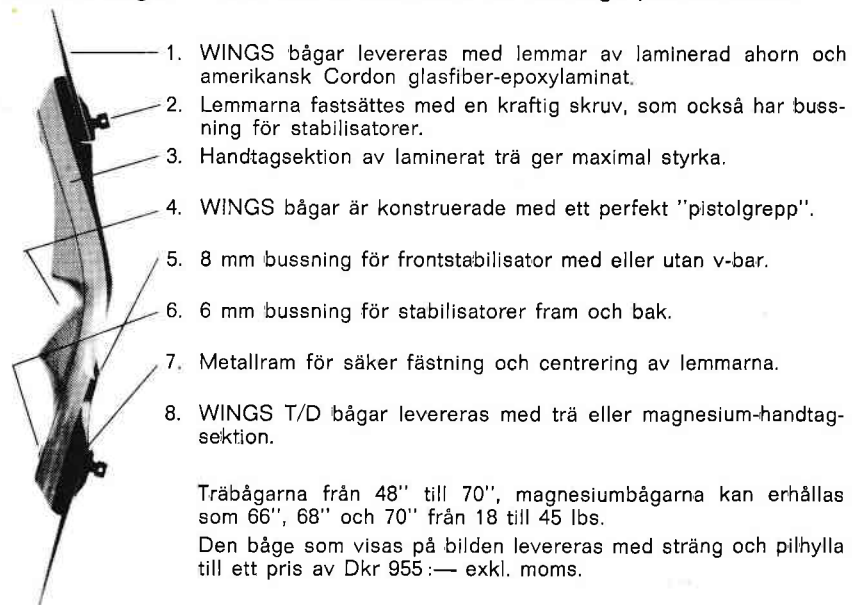 1. WINGS bågar levereras med lemmar av laminerad ahorn och
amerikansk Cordon glasfiber-epoxylaminat.
2. Lemmarna fastsättes med en kraftig skruv, som också har buss-
ning för stabilisatorer.
3. Handtagsektion av laminerat trä ger maximal styrka.
4. WINGS bågar är konstruerade med ett perfekt "pistolgrepp".
5. 8 mm bussning för frontstabilisator med eller utan v-bar.
6. 6 mm bussning för stabilisatorer fram och bak.
7. Metallram för säker fästning och centrering av lemmarna.
8. WINGS T/D bågar levereras med trä eller magnesium-handtag-
sektion.
Träbågarna från 48" till 70", magnesiumbågarna kan erhållas
som 66", 68" och 70" från 18 till 45 lbs.
Den båge som visas på bilden levereras med sträng och pilhylla
till ett pris av Dkr 955:— exkl. moms.